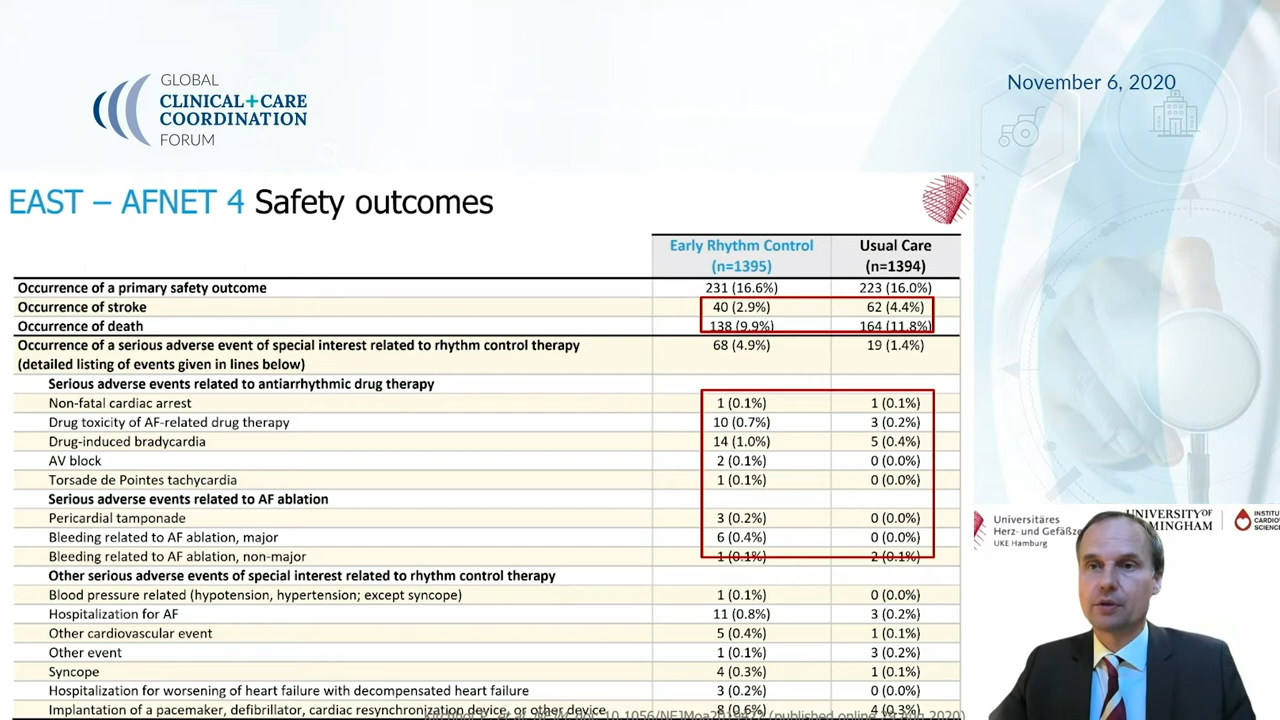 GLOBAL
CLINICAL+CARE
COORDINATION
FORUM
November 6, 2020
EAST – AFNET 4 Safety outcomes
Early Rhythm Control Usual Care
(n=1395) (n=1394)
Occurrence of a primary safety outcome 231 (16.6%) 223 (16.0%)
Occurrence of stroke 40 (2.9%) 62 (4.4%)
Occurrence of death 138 (9.9%) 164 (11.8%)
Occurrence of a serious adverse event of special interest related to rhythm control therapy 68 (4.9%) 19 (1.4%)
(detailed listing of events given in lines below)
Serious adverse events related to antiarrhythmic drug therapy
Non-fatal cardiac arrest 1 (0.1%) 1 (0.1%)
Drug toxicity of AF-related drug therapy 10 (0.7%) 3 (0.2%)
Drug-induced bradycardia 14 (1.0%) 5 (0.4%)
AV block 2 (0.1%) 0 (0.0%)
Torsade de Pointes tachycardia 1 (0.1%) 0 (0.0%)
Serious adverse events related to AF ablation
Pericardial tamponade 3 (0.2%) 0 (0.0%)
Bleeding related to AF ablation, major 6 (0.4%) 0 (0.0%)
Bleeding related to AF ablation, non-major 1 (0.1%) 2 (0.1%)
Other serious adverse events of special interest related to rhythm control therapy
Blood pressure related (hypotension, hypertension; except syncope) 1 (0.1%) 0 (0.0%)
Hospitalization for AF 11 (0.8%) 3 (0.2%)
Other cardiovascular event 5 (0.4%) 1 (0.1%)
Other event 1 (0.1%) 3 (0.2%)
Syncope 4 (0.3%) 1 (0.1%)
Hospitalization for worsening of heart failure with decompensated heart failure 3 (0.2%) 0 (0.0%)
Implantation of a pacemaker, defibrillator, cardiac resynchronization device, or other device 8 (0.6%) 4 (0.3%)
Universitäres
Herz- und Gefäßze
UKE Hamburg
UNIVERSITY OF
MINGHAM
INSTIT
CARDIO
SCIENC